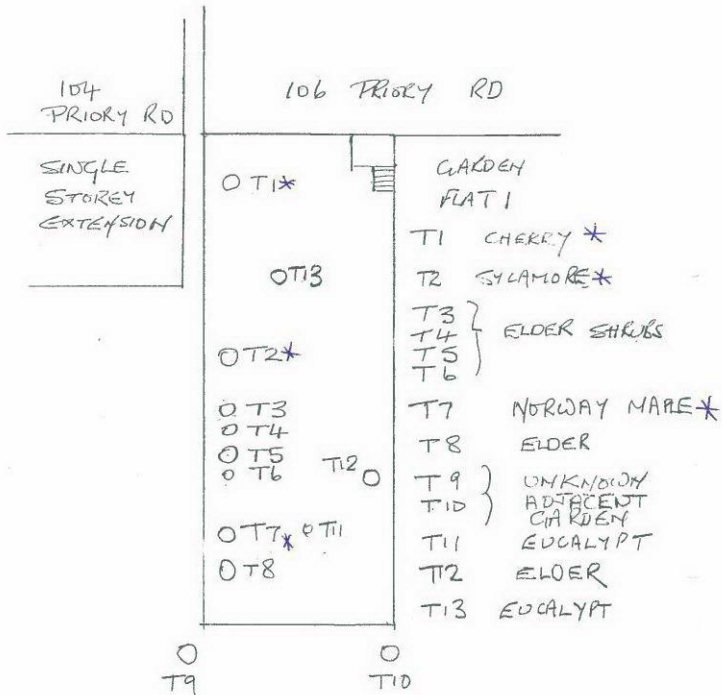 104
PRIORY RD
106 PRIORY RD
SINGLE
STOREY
EXTENSION
GARDEN
FLAT 1
T1*
T13
T2*
T3
T4
T5
T6
T12
T7* T11
T8
T9
T10
T1 CHERRY *
T2 SYCAMORE *
T3
T4
T5
T6
ELDER SHRUBS
T7 NORWAY MAPLE *
T8 ELDER
T9
T10
UNKNOWN
ADJACENT
GARDEN
T11 EUCALYPT
T12 ELDER
T13 EUCALYPT